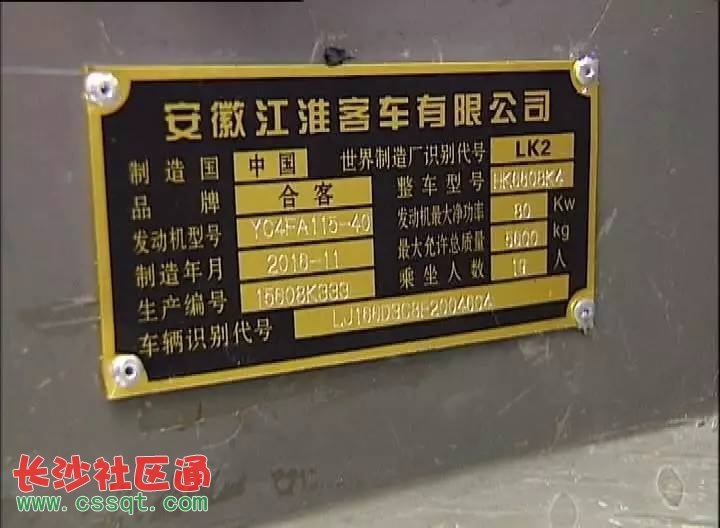 安徽江淮客车有限公司
制造国 中国 世界制造厂识别代号 LK2
品牌 合客 整车型号 HK6608K4
发动机型号 YC4FA115-40 发动机最大净功率 80 Kw
制造年月 2016-11 最大允许总质量 kg
生产编号 15608K333 乘坐人数 人
车辆识别代号
长沙社区通
www.cssqt.com